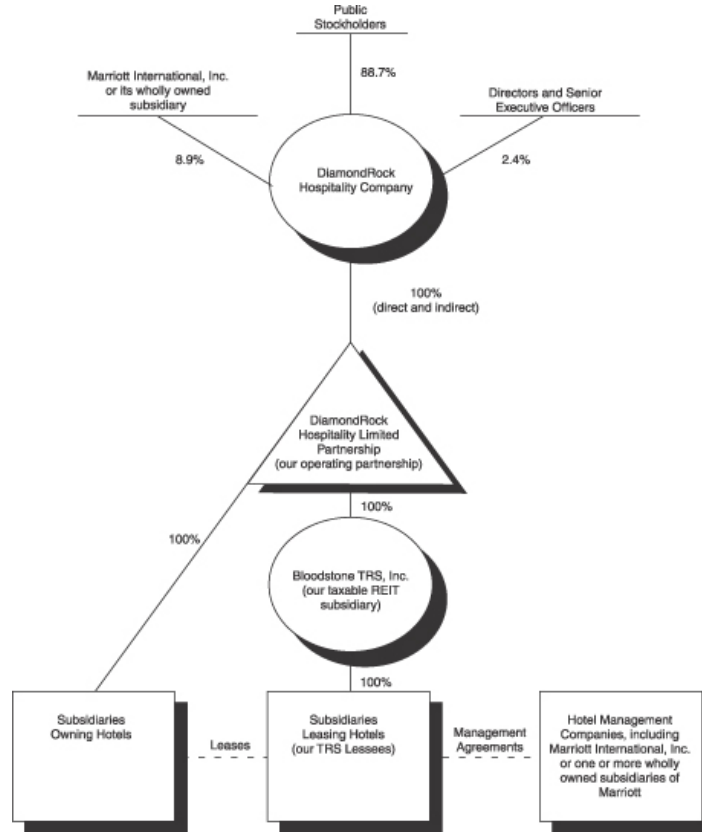 Public
Stockholders
88.7%
Marriott International, Inc.
or its wholly owned
subsidiary
8.9%
Directors and Senior
Executive Officers
2.4%
DiamondRock
Hospitality Company
100%
(direct and indirect)
DiamondRock
Hospitality Limited
Partnership
(our operating partnership)
100%
100%
Bloodstone TRS, Inc.
(our taxable REIT
subsidiary)
100%
Subsidiaries
Owning Hotels
Leases
Subsidiaries
Leasing Hotels
(our TRS Lessees)
Management
Agreements
Hotel Management
Companies, including
Marriott International, Inc.
or one or more wholly
owned subsidiaries of
Marriott